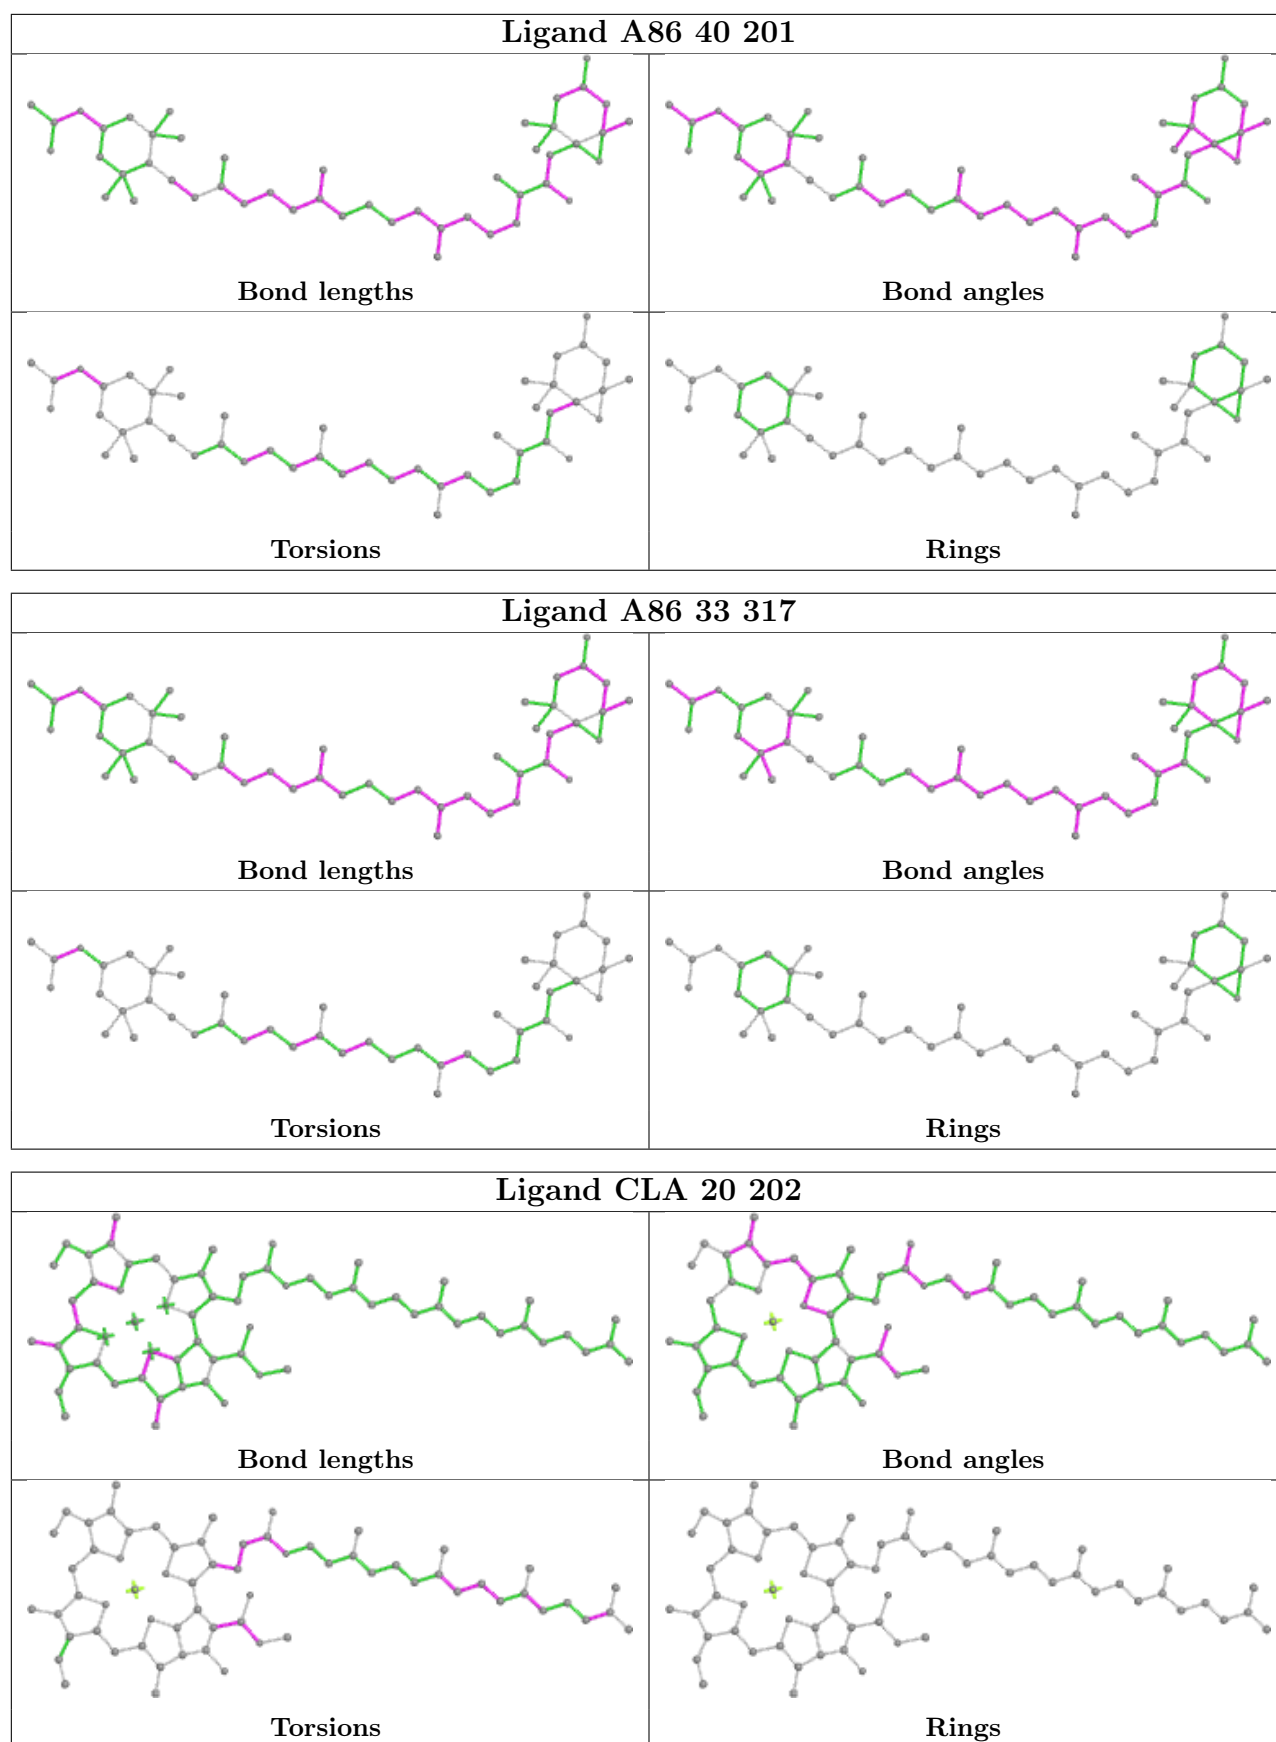 Ligand A86 40 201
Bond lengths
Bond angles
Torsions
Rings
Ligand A86 33 317
Bond lengths
Bond angles
Torsions
Rings
Ligand CLA 20 202
Bond lengths
Bond angles
Torsions
Rings